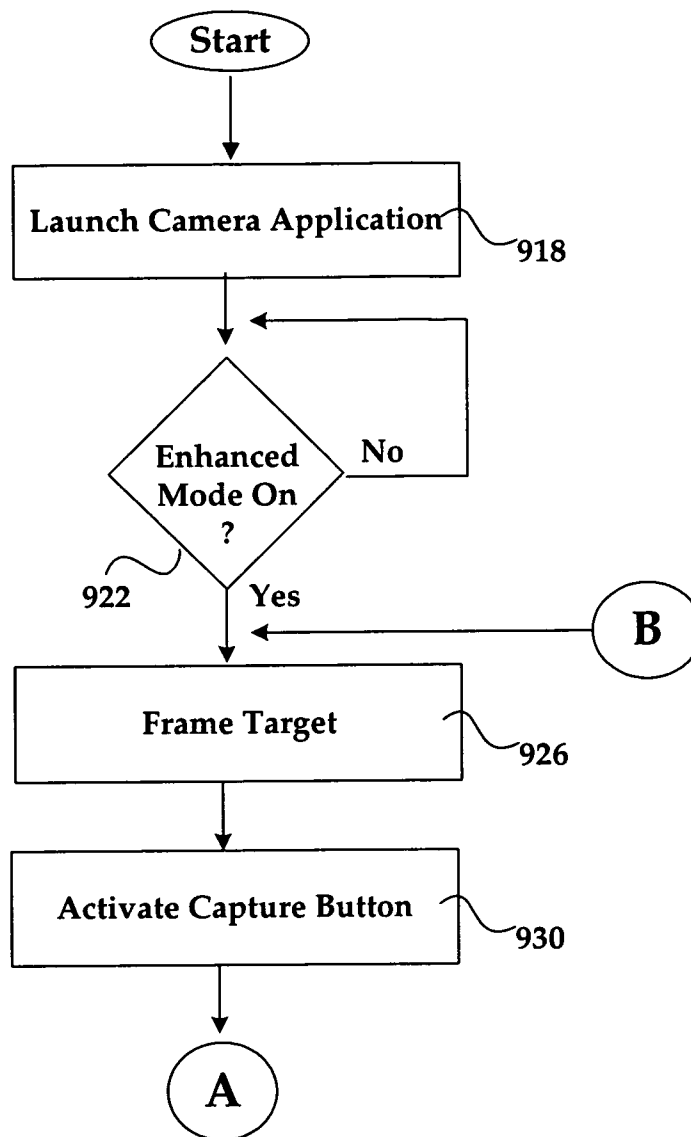 Start
Launch Camera Application
918
No
Enhanced
Mode On
?
922
Yes
B
Frame Target
926
Activate Capture Button
930
A